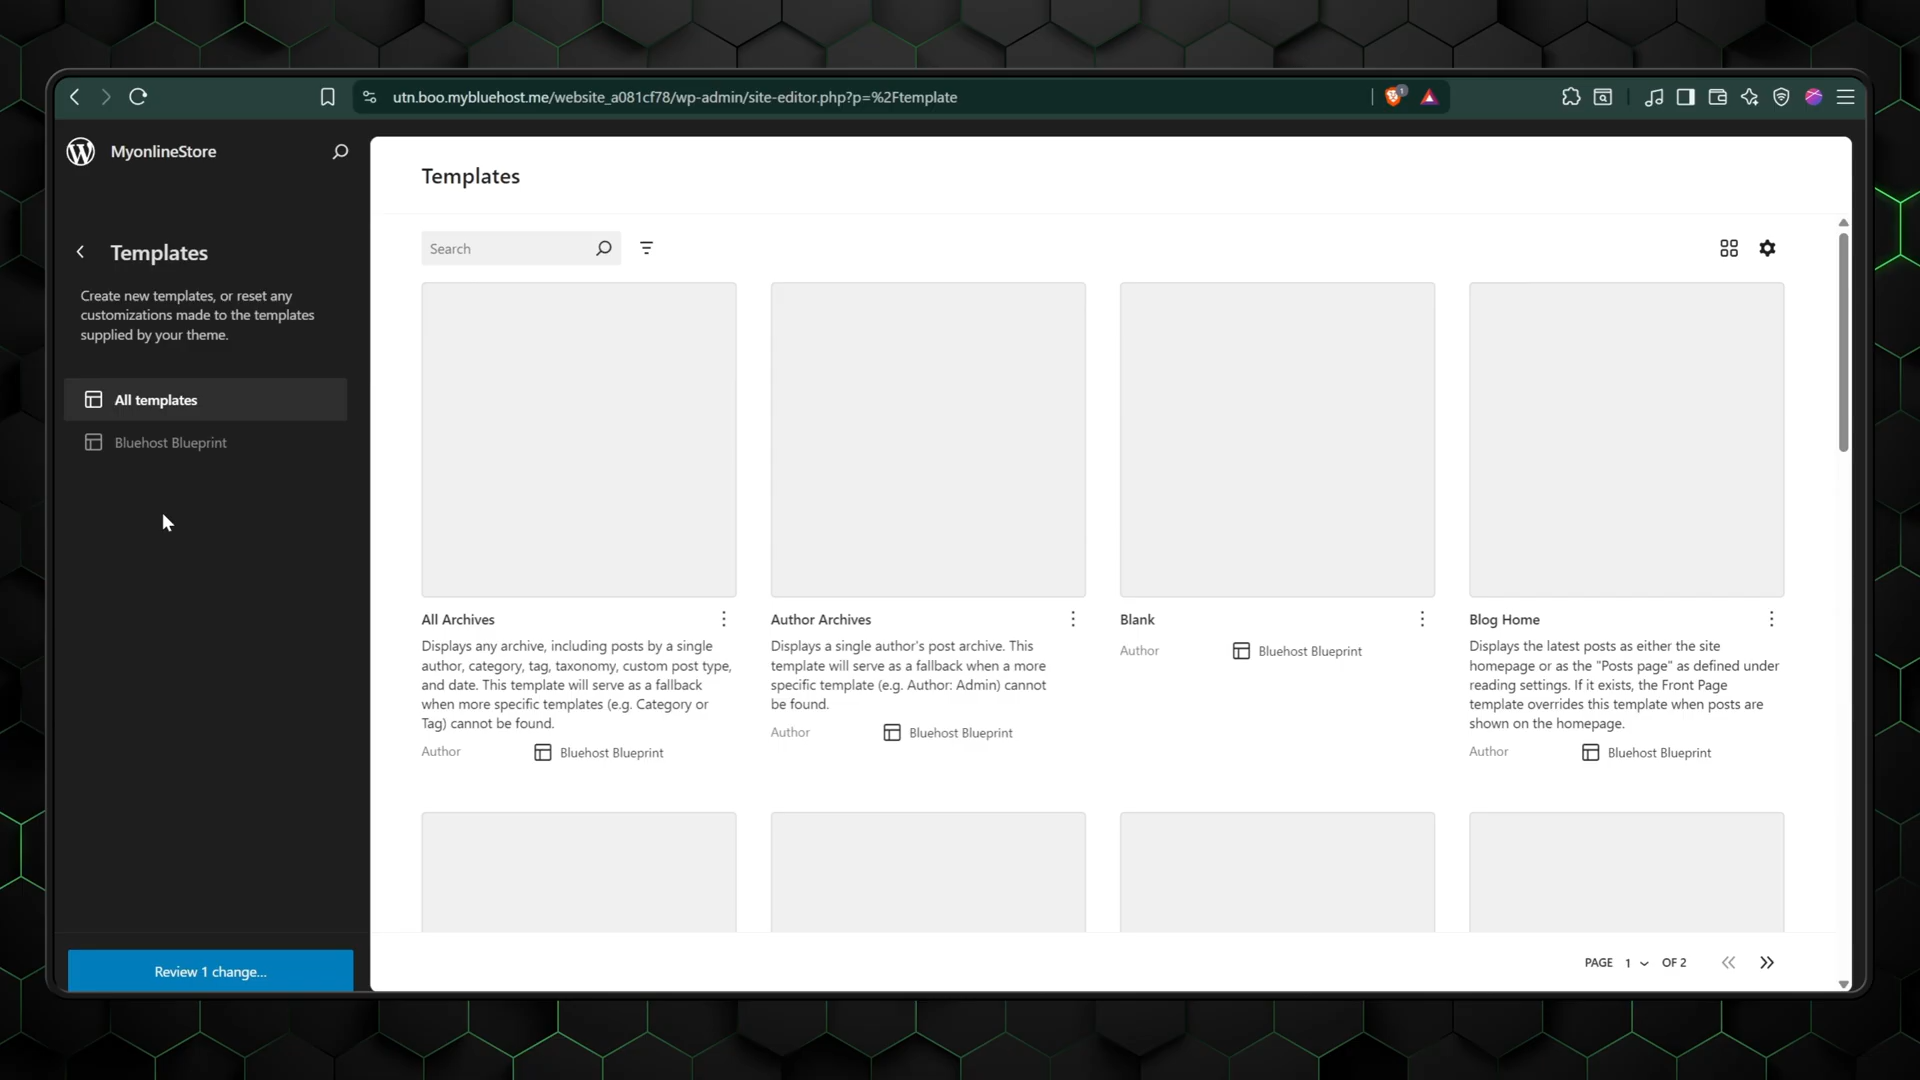 utn.boo.mybluehost.me/website_a081cf78/wp-admin/site-editor.php?p=%2Ftemplate
1
MyonlineStore
Templates
Create new templates, or reset any
customizations made to the templates
supplied by your theme.
All templates
Bluehost Blueprint
Review 1 change...
Templates
Search
All Archives
Displays any archive, including posts by a single
author, category, tag, taxonomy, custom post type,
and date. This template will serve as a fallback
when more specific templates (e.g. Category or
Tag) cannot be found.
Author
Bluehost Blueprint
Author Archives
Displays a single author's post archive. This
template will serve as a fallback when a more
specific template (e.g. Author: Admin) cannot
be found.
Author
Bluehost Blueprint
Blank
Author
Bluehost Blueprint
Blog Home
Displays the latest posts as either the site
homepage or as the "Posts page" as defined under
reading settings. If it exists, the Front Page
template overrides this template when posts are
shown on the homepage.
Author
Bluehost Blueprint
PAGE 1 OF 2